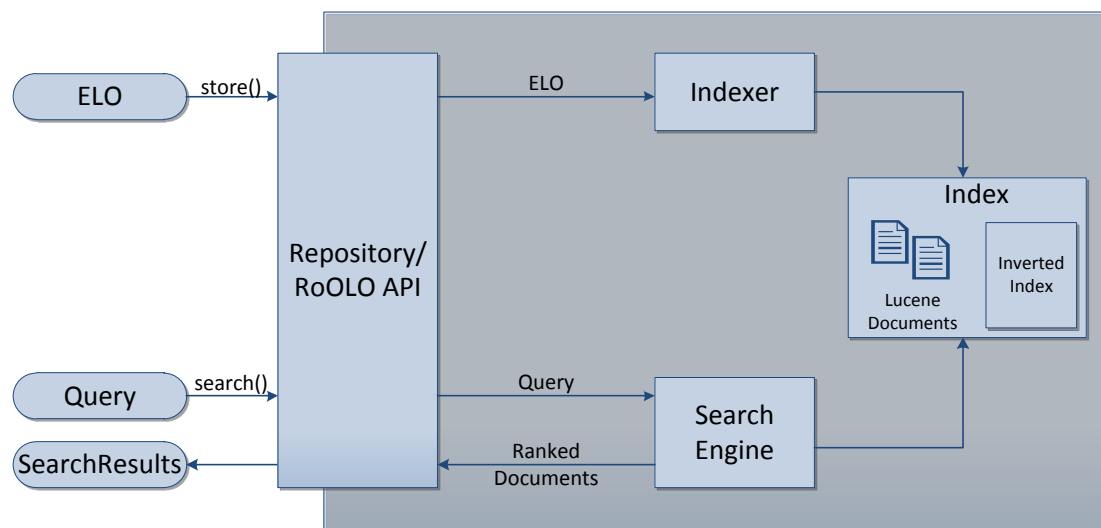 ELO
store()
ELO
Indexer
Index
Lucene
Documents
Inverted
Index
Repository/
RoOLO API
Query
search()
Query
Search
Engine
SearchResults
Ranked
Documents